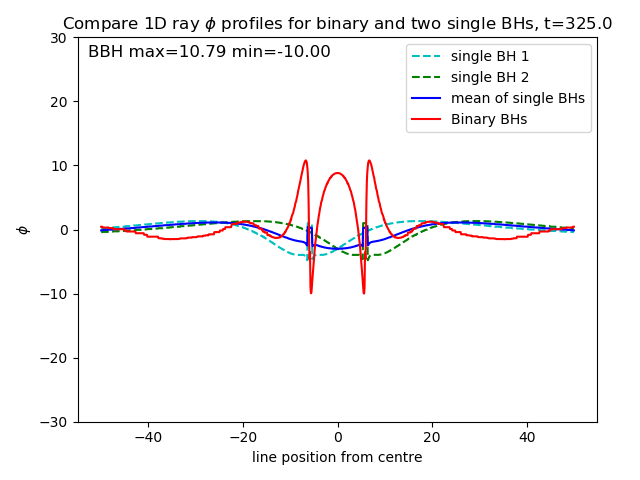 Compare 1D ray ϕ profiles for binary and two single BHs, t=325.0
BBH max=10.79 min=-10.00
single BH 1
single BH 2
mean of single BHs
Binary BHs
30
20
10
0
−10
−20
−30
ϕ
−40
−20
0
20
40
line position from centre